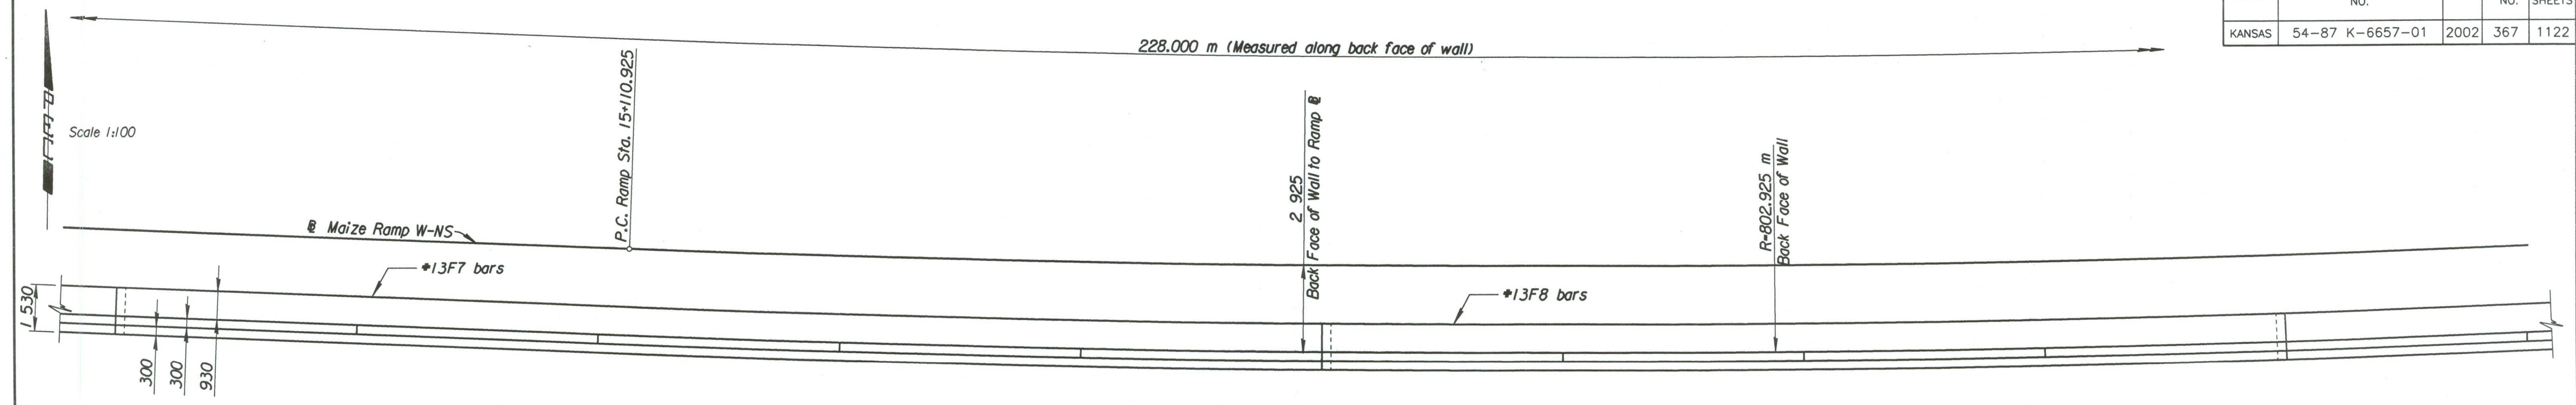 NO.
NO.
SHEETS
KANSAS 54-87 K-6657-01 2002 367 1122
228.000 m (Measured along back face of wall)
Scale 1:100
P.C. Ramp Sta. 15+110.925
2 925
Back Face of Wall to Ramp ℄
R=802.925 m
Back Face of Wall
℄ Maize Ramp W-NS
#13F7 bars
#13F8 bars
1 530
300
300
930